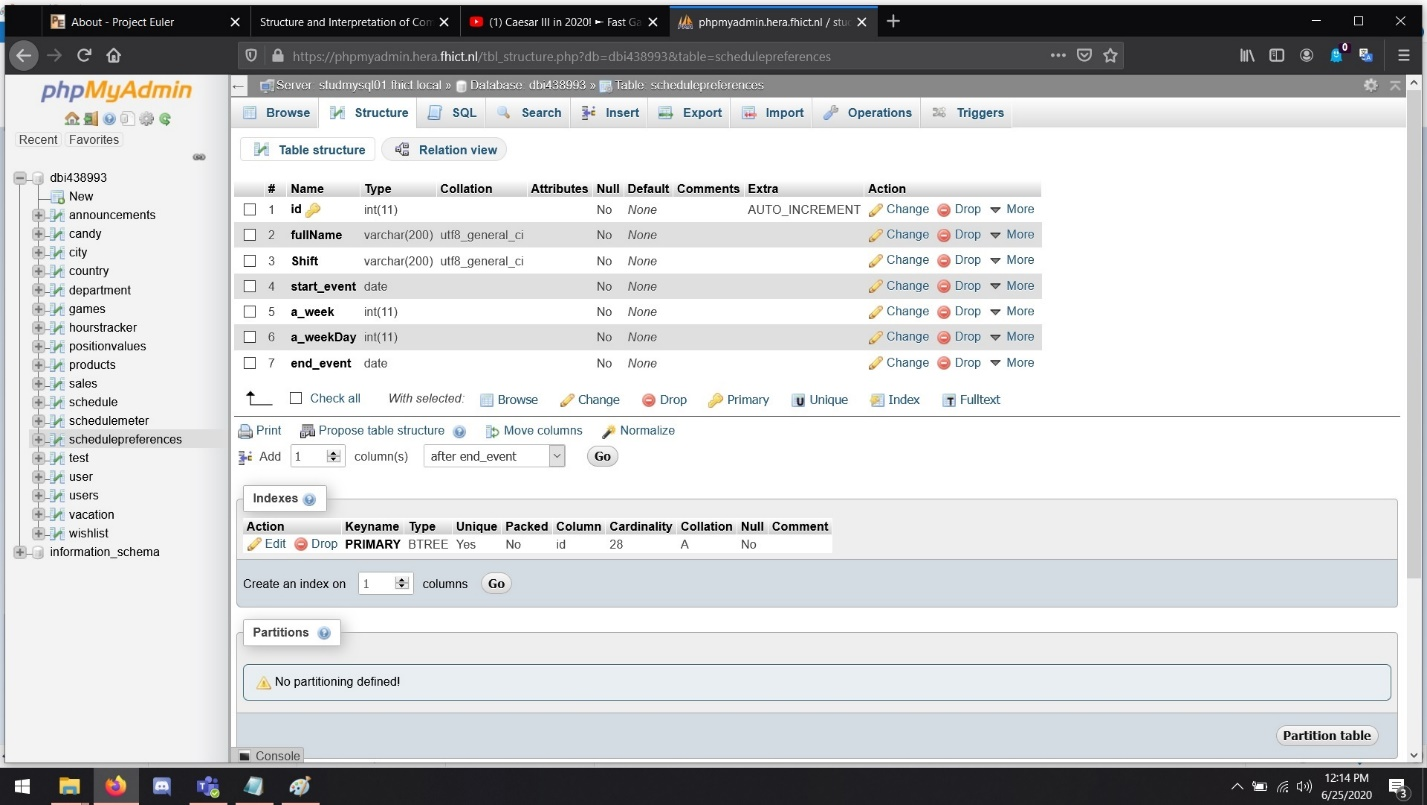 About - Project Euler
Structure and Interpretation of Com
(1) Caesar III in 2020! ► Fast Ga
phpmyadmin.hera.fhict.nl / stud
https://phpmyadmin.hera.fhict.nl/tbl_structure.php?db=dbi438993&table=schedulepreferences
0
phpMyAdmin
Recent Favorites
dbi438993
New
announcements
candy
city
country
department
games
hourstracker
positionvalues
products
sales
schedule
schedulemeter
schedulepreferences
test
user
users
vacation
wishlist
information_schema
Server studmysql01 fhict local » Database dbi438993 » Table schedulepreferences
Browse Structure SQL Search Insert Export Import Operations Triggers
Table structure Relation view
# Name Type Collation Attributes Null Default Comments Extra Action
1 id int(11) No None AUTO_INCREMENT Change Drop More
2 fullName varchar(200) utf8_general_ci No None Change Drop More
3 Shift varchar(200) utf8_general_ci No None Change Drop More
4 start_event date No None Change Drop More
5 a_week int(11) No None Change Drop More
6 a_weekDay int(11) No None Change Drop More
7 end_event date No None Change Drop More
Check all With selected: Browse Change Drop Primary Unique Index Fulltext
Print Propose table structure Move columns Normalize
Add 1 column(s) after end_event Go
Indexes
Action Keyname Type Unique Packed Column Cardinality Collation Null Comment
Edit Drop PRIMARY BTREE Yes No id 28 A No
Create an index on 1 columns Go
Partitions
No partitioning defined!
Partition table
Console
12:14 PM
6/25/2020
3